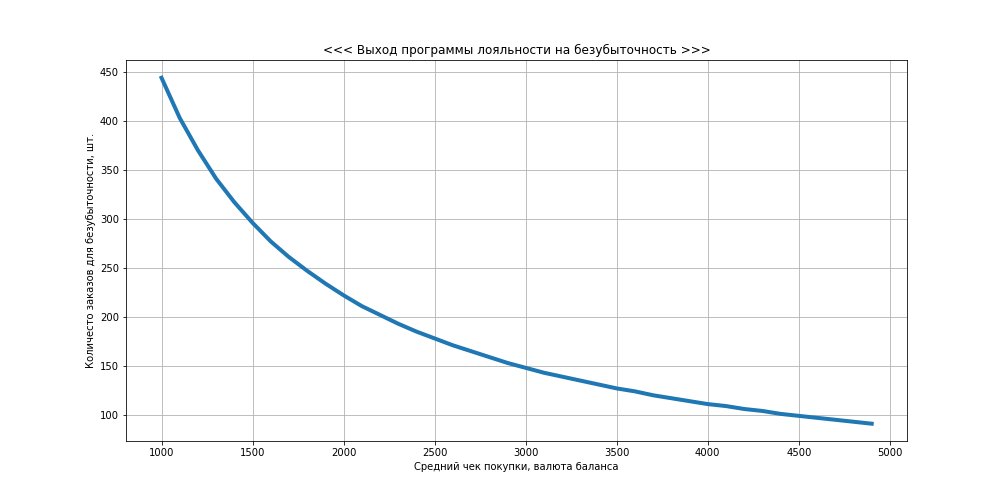 <<< Выход программы лояльности на безубыточность >>>
Количесто заказов для безубыточности, шт.
450
400
350
300
250
200
150
100
1000 1500 2000 2500 3000 3500 4000 4500 5000
Средний чек покупки, валюта баланса